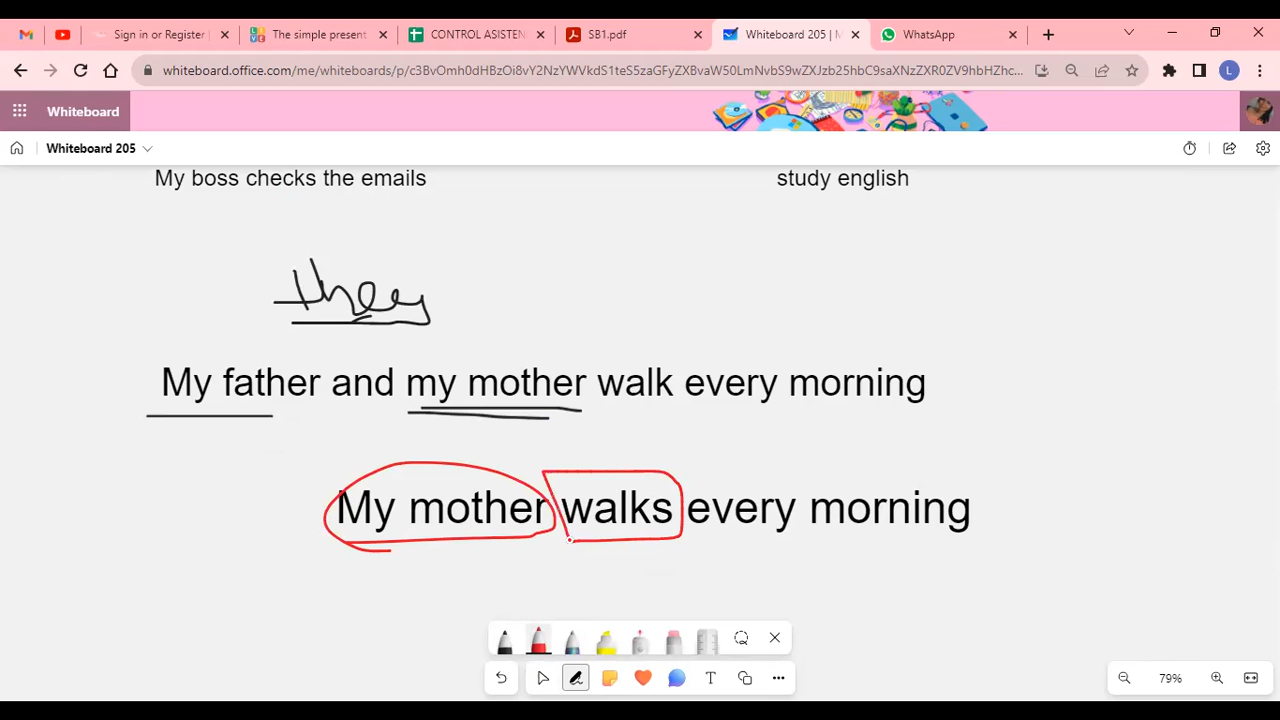 Sign in or Register
The simple present
CONTROL ASISTEN
SB1.pdf
Whiteboard 205 | M
WhatsApp
Whiteboard
L
Whiteboard 205
My boss checks the emails
study english
they
My father and my mother walk every morning
My mother walks every morning
79%